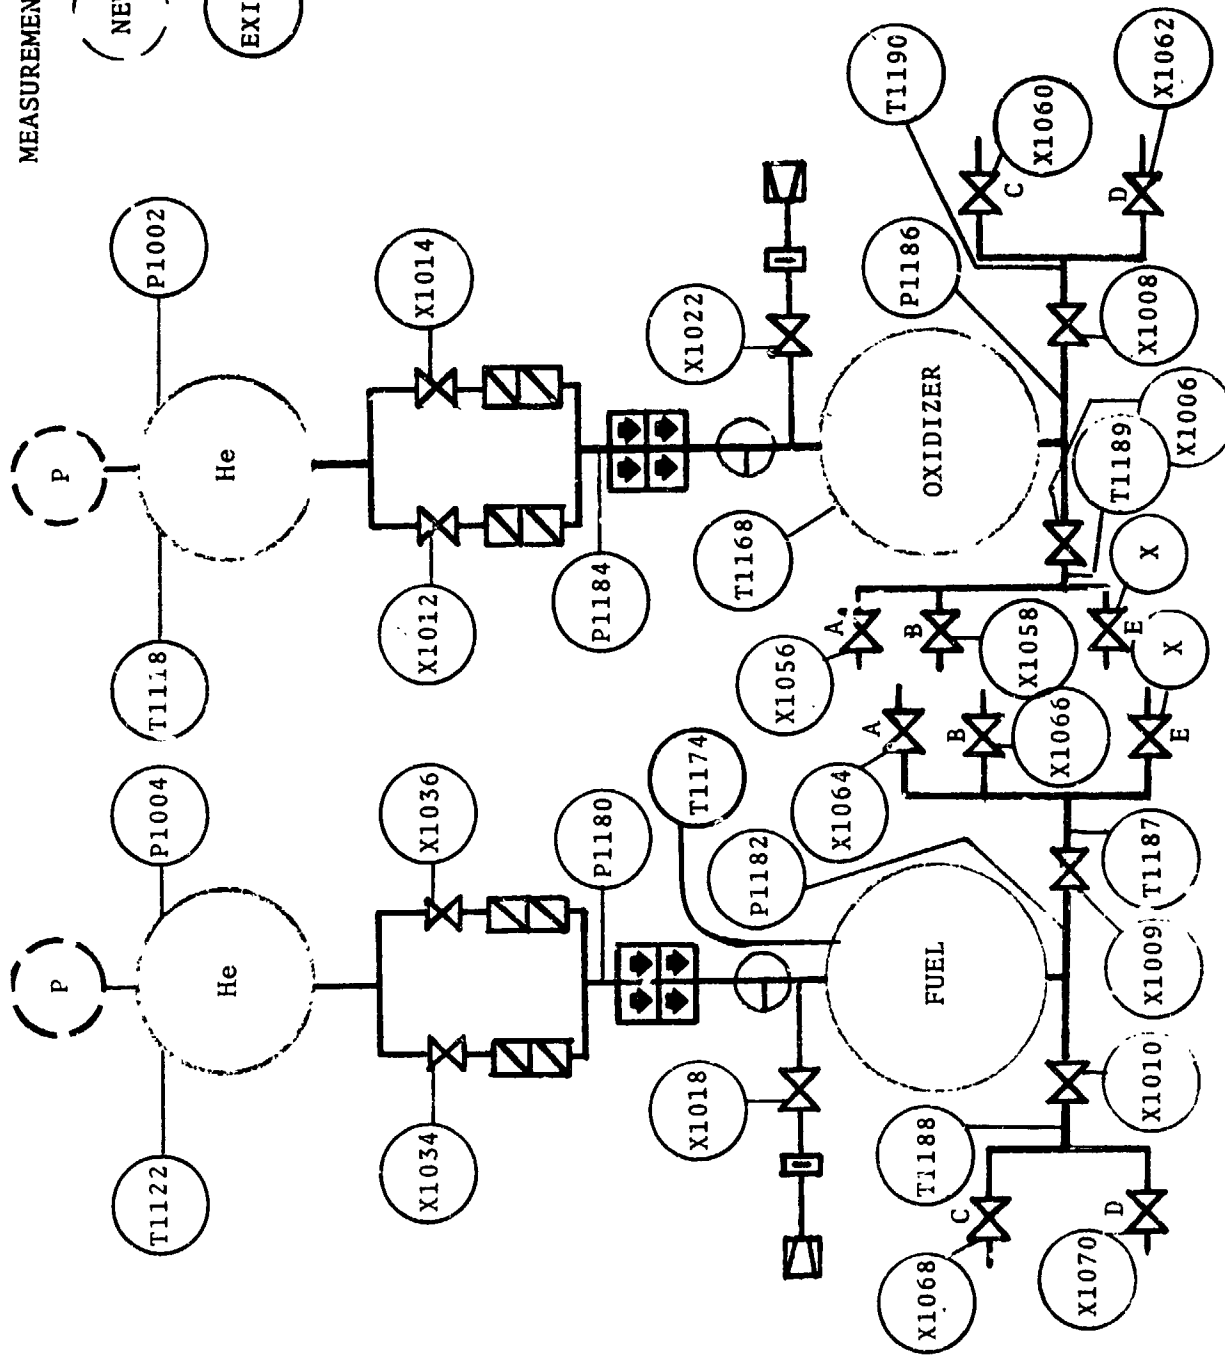 MEASUREMEN
NE
EXI
P
P
T1122
P1004
T1118
P1002
He
He
X1034
X1036
X1012
X1014
P1180
P1184
X1018
T1174
T1168
X1022
P1182
X1056
X1064
A
A
FUEL
OXIDIZER
T1188
P1186
T1190
X1068
C
B
B
X1058
X1066
C
X1060
X1070
D
T1187
X1009
X1010
E
E
X
X
T1189
X1006
X1008
D
X1062